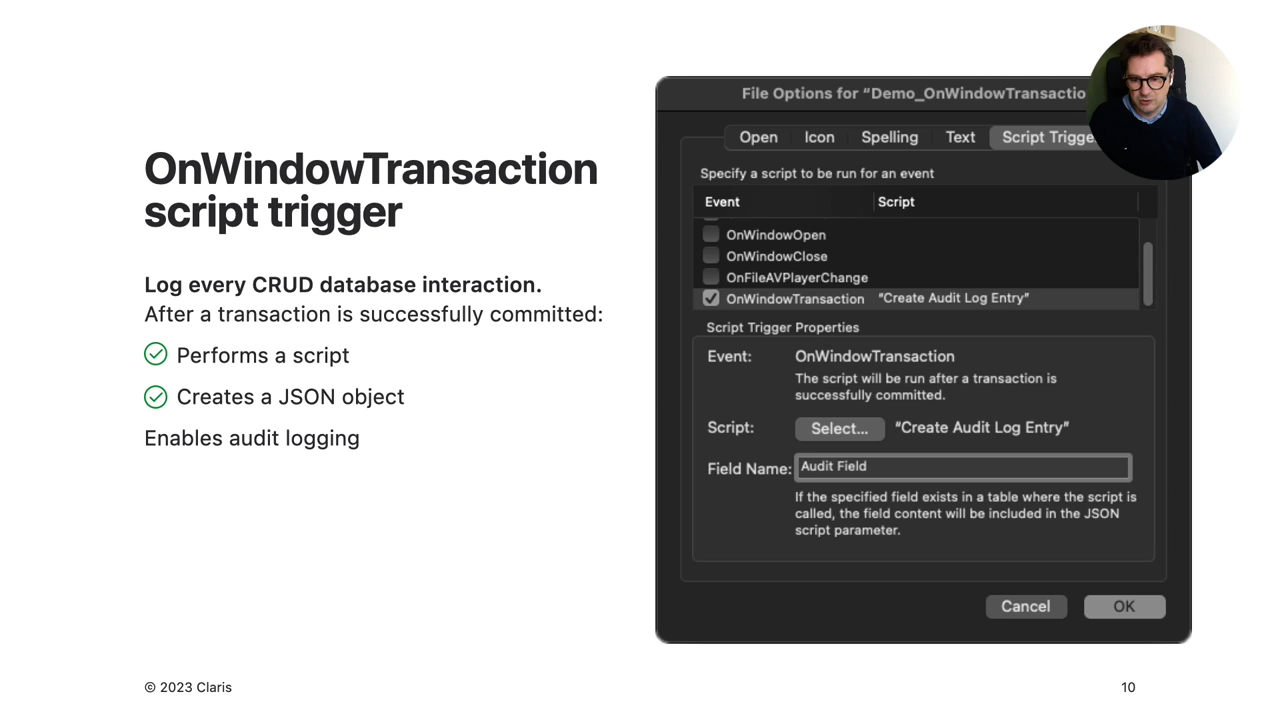 OnWindowTransaction
script trigger
Log every CRUD database interaction.
After a transaction is successfully committed:
Performs a script
Creates a JSON object
Enables audit logging
© 2023 Claris
10
File Options for “Demo_OnWindowTransactio
Open Icon Spelling Text Script Trigge
Specify a script to be run for an event
Event Script
OnWindowOpen
OnWindowClose
OnFileAVPlayerChange
OnWindowTransaction “Create Audit Log Entry”
Script Trigger Properties
Event: OnWindowTransaction
The script will be run after a transaction is
successfully committed.
Script: Select... “Create Audit Log Entry”
Field Name: Audit Field
If the specified field exists in a table where the script is
called, the field content will be included in the JSON
script parameter.
Cancel OK